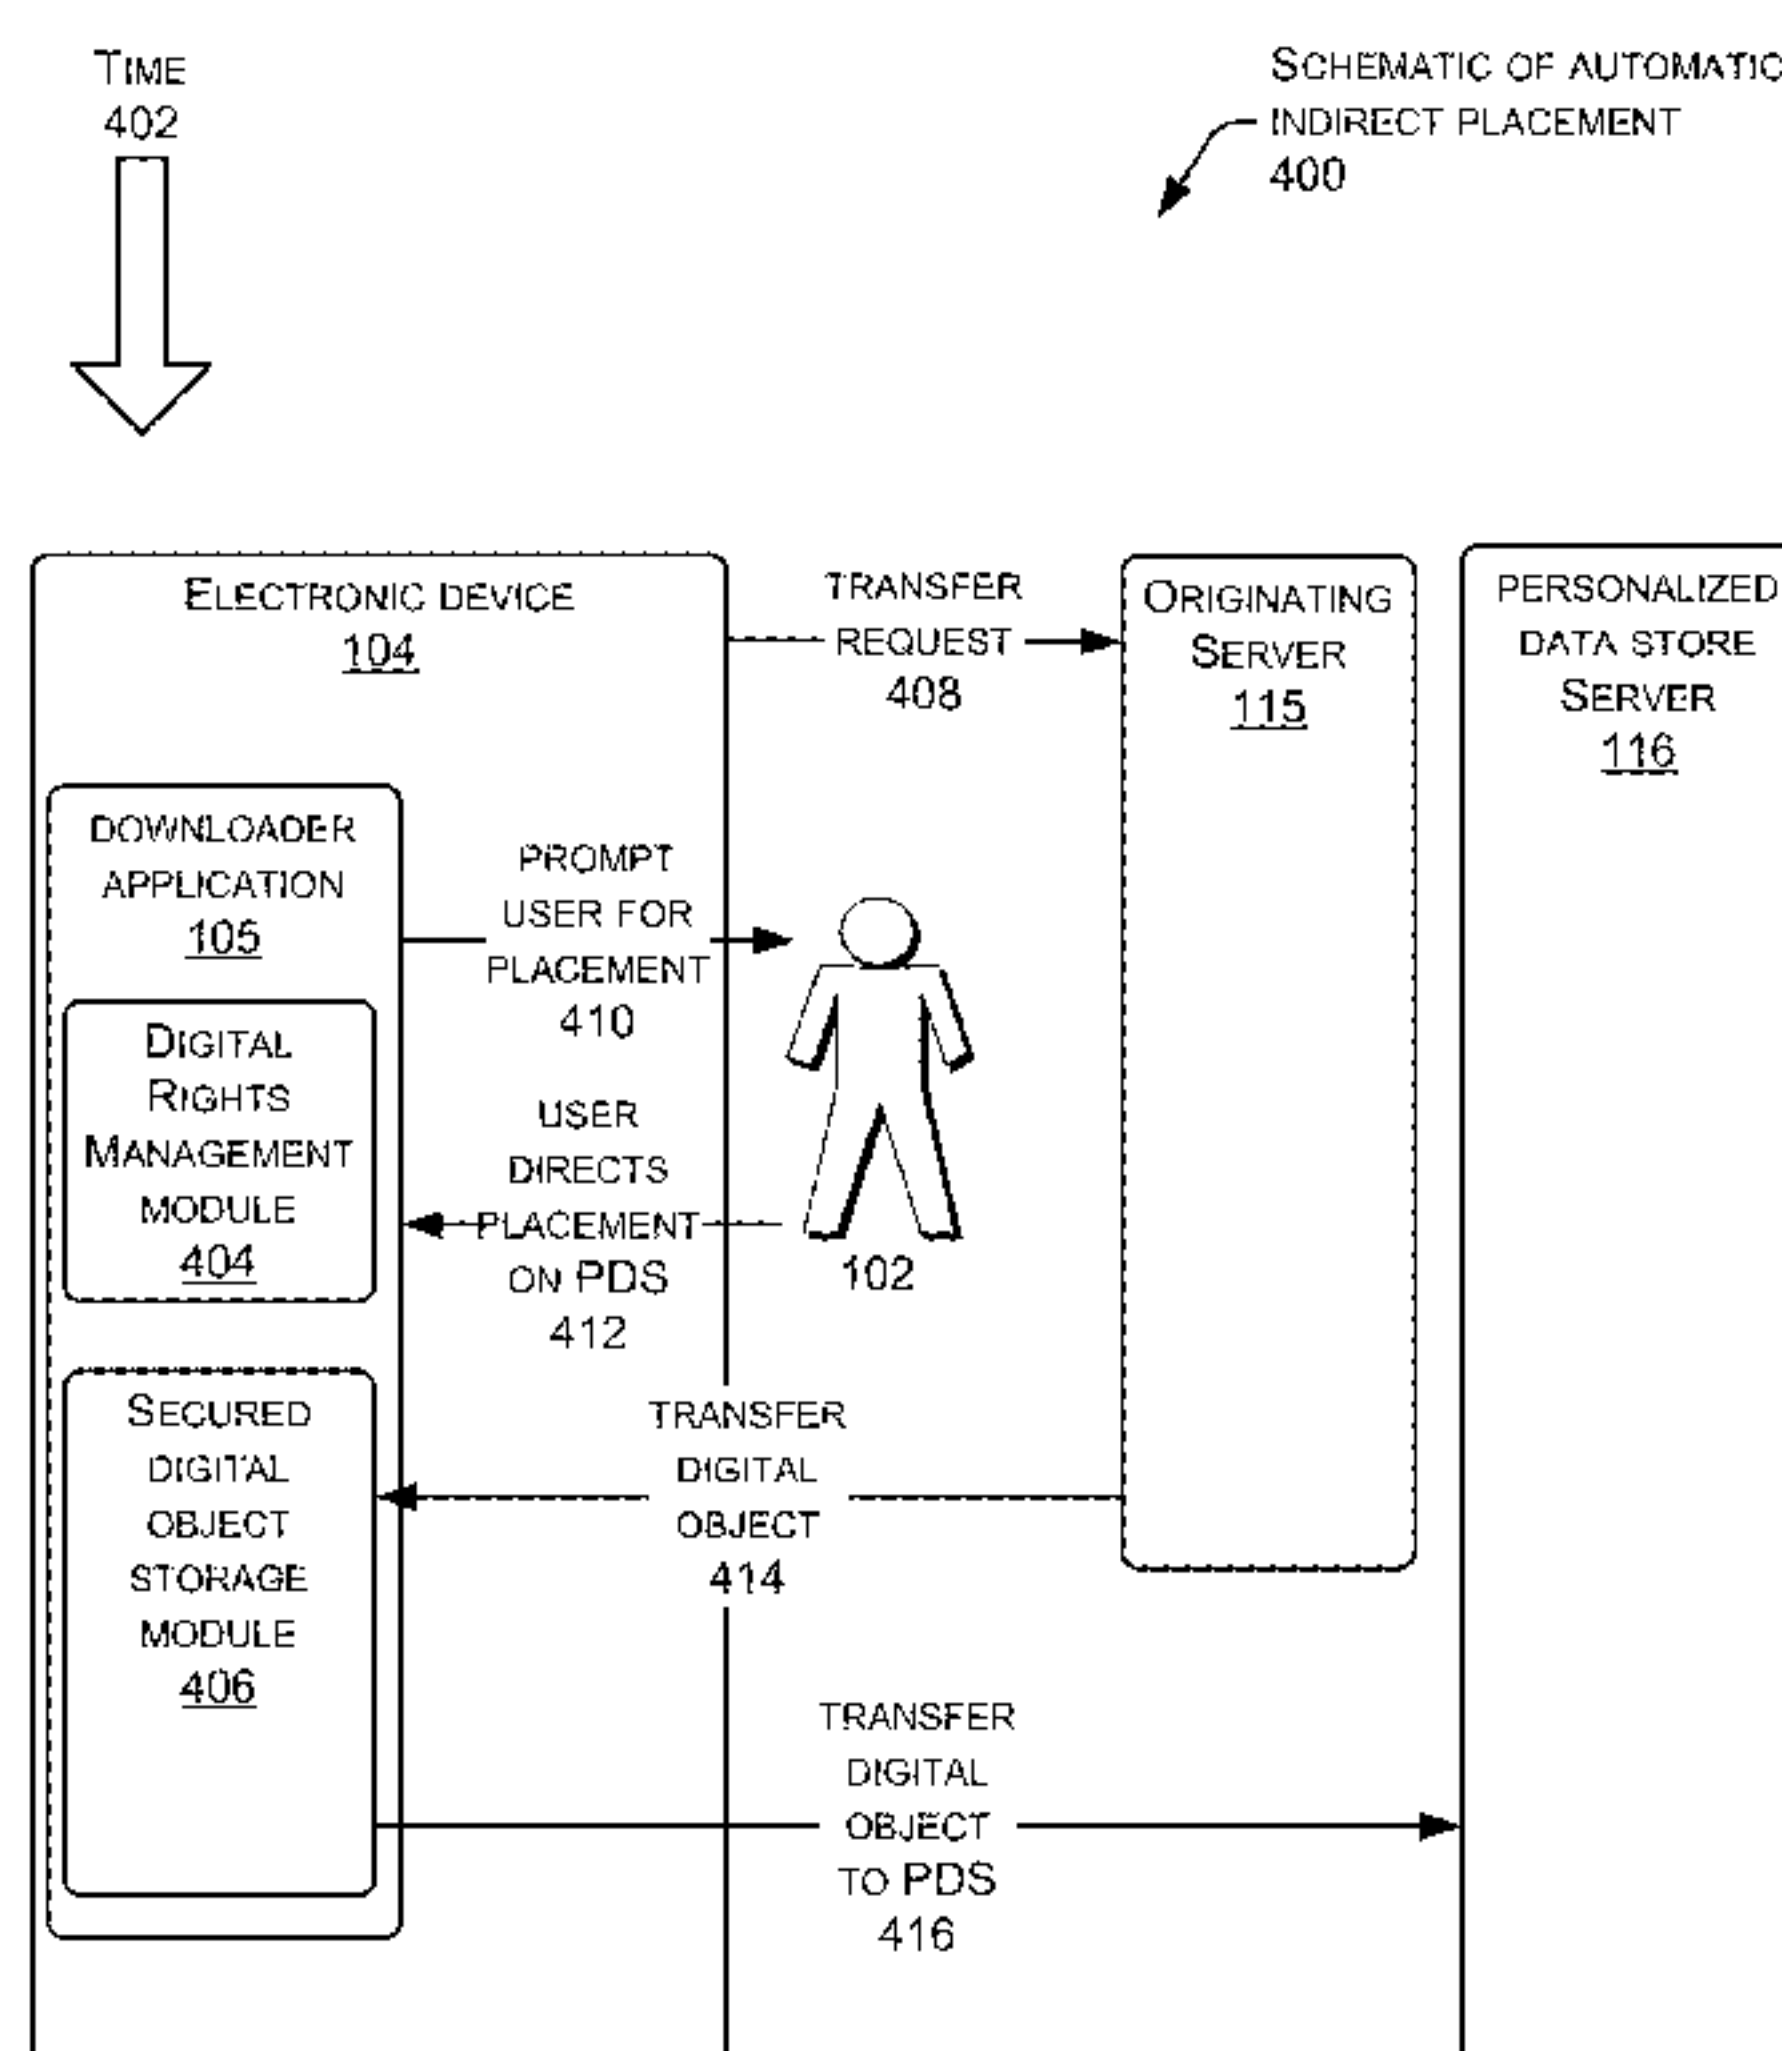 TIME
402
SCHEMATIC OF AUTOMATIC
INDIRECT PLACEMENT
400
ELECTRONIC DEVICE
104
TRANSFER
REQUEST
408
ORIGINATING
SERVER
115
PERSONALIZED
DATA STORE
SERVER
116
DOWNLOADER
APPLICATION
105
PROMPT
USER FOR
PLACEMENT
410
DIGITAL
RIGHTS
MANAGEMENT
MODULE
404
USER
DIRECTS
PLACEMENT
ON PDS
412
102
SECURED
DIGITAL
OBJECT
STORAGE
MODULE
406
TRANSFER
DIGITAL
OBJECT
414
TRANSFER
DIGITAL
OBJECT
TO PDS
416